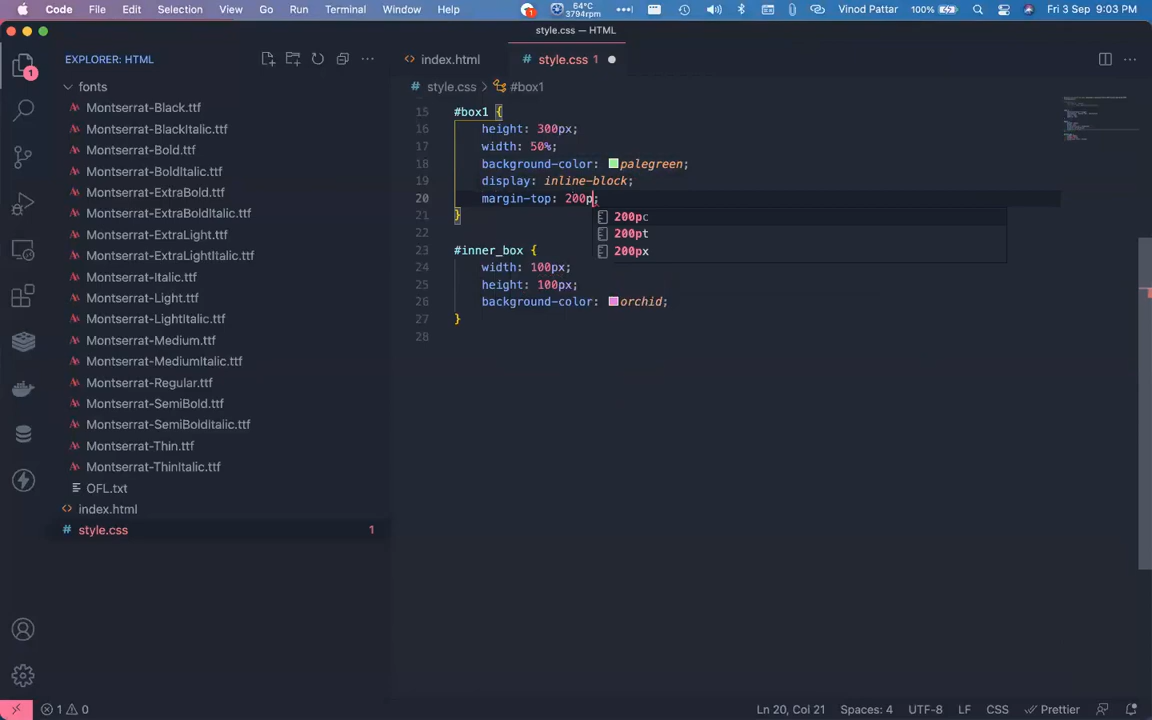 Code File Edit Selection View Go Run Terminal Window Help 1 64°C 3794rpm Vinod Pattar 100% Fri 3 Sep 9:03 PM
style.css — HTML
EXPLORER: HTML
index.html
style.css 1
style.css > #box1
1
fonts
Montserrat-Black.ttf
Montserrat-BlackItalic.ttf
Montserrat-Bold.ttf
Montserrat-BoldItalic.ttf
Montserrat-ExtraBold.ttf
Montserrat-ExtraBoldItalic.ttf
Montserrat-ExtraLight.ttf
Montserrat-ExtraLightItalic.ttf
Montserrat-Italic.ttf
Montserrat-Light.ttf
Montserrat-LightItalic.ttf
Montserrat-Medium.ttf
Montserrat-MediumItalic.ttf
Montserrat-Regular.ttf
Montserrat-SemiBold.ttf
Montserrat-SemiBoldItalic.ttf
Montserrat-Thin.ttf
Montserrat-ThinItalic.ttf
OFL.txt
index.html
style.css 1
15 #box1 {
16 height: 300px;
17 width: 50%;
18 background-color: palegreen;
19 display: inline-block;
20 margin-top: 200p;
21 }
22
23 #inner_box {
24 width: 100px;
25 height: 100px;
26 background-color: orchid;
27 }
28
200pc
200pt
200px
1 0 Ln 20, Col 21 Spaces: 4 UTF-8 LF CSS Prettier